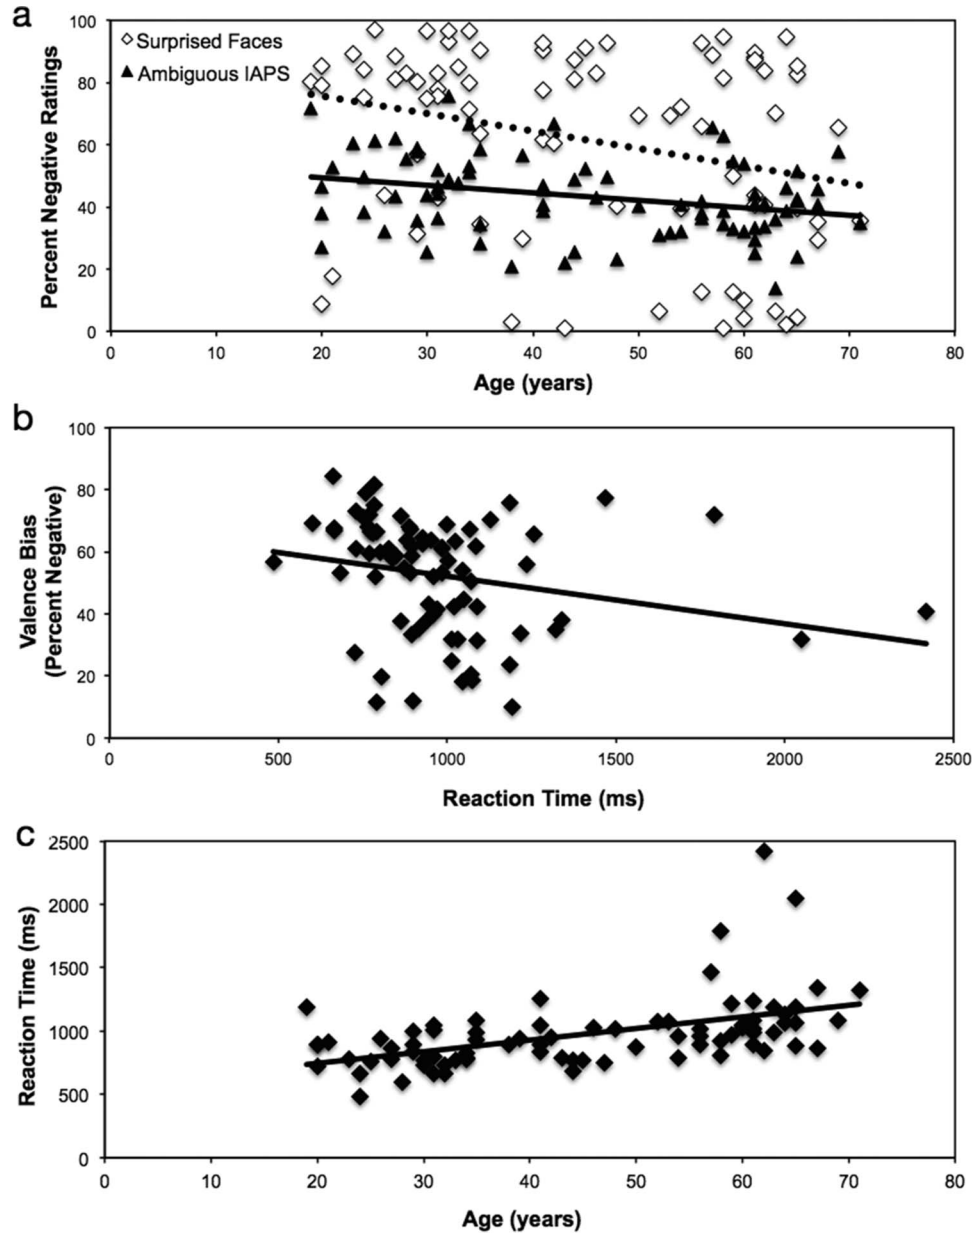 a
Percent Negative Ratings
100
80
60
40
20
0
Surprised Faces
Ambiguous IAPS
0 10 20 30 40 50 60 70 80
Age (years)
b
Valence Bias
(Percent Negative)
100
80
60
40
20
0
0 500 1000 1500 2000 2500
Reaction Time (ms)
c
Reaction Time (ms)
2500
2000
1500
1000
500
0
0 10 20 30 40 50 60 70 80
Age (years)